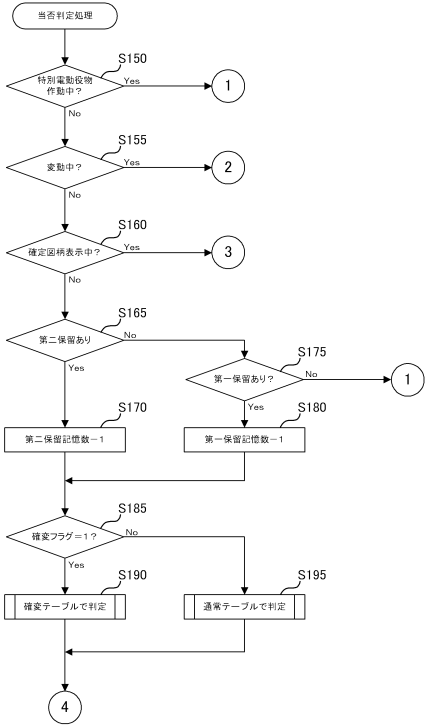 当否判定処理
S150
特別電動役物
作動中？
Yes
1
No
S155
変動中？
Yes
2
No
S160
確定図柄表示中？
Yes
3
No
S165
第二保留あり
No
Yes
S175
第一保留あり？
No
1
Yes
S170
第二保留記憶数－1
S180
第一保留記憶数－1
S185
確変フラグ＝1？
No
Yes
S190
確変テーブルで判定
S195
通常テーブルで判定
4